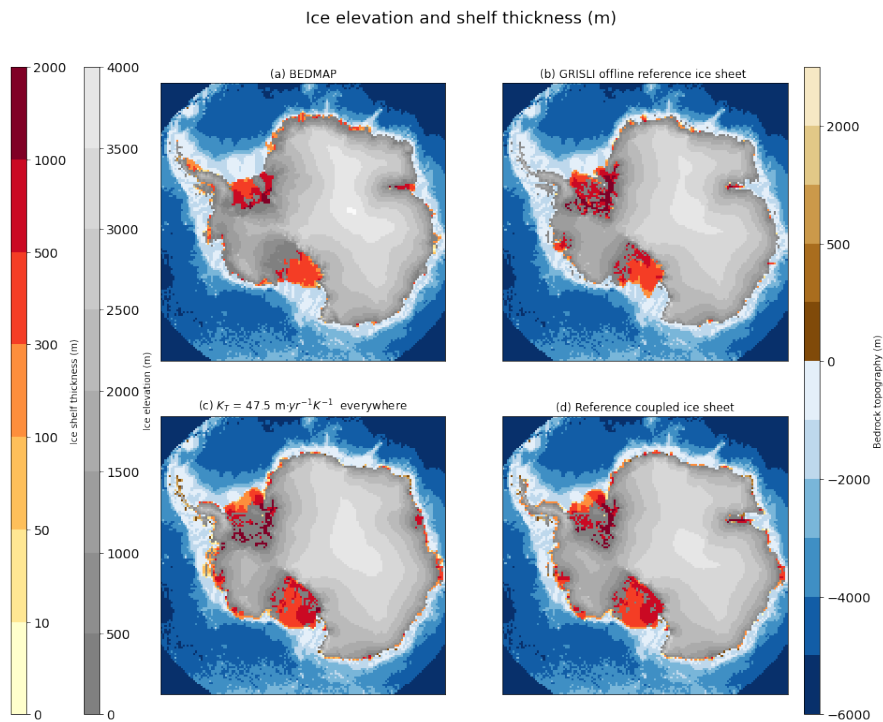 Ice elevation and shelf thickness (m)
(a) BEDMAP
(b) GRISLI offline reference ice sheet
(c) K_T = 47.5 m·yr⁻¹K⁻¹ everywhere
(d) Reference coupled ice sheet
2000
1000
500
300
100
50
10
0
Ice shelf thickness (m)
4000
3500
3000
2500
2000
1500
1000
500
0
Ice elevation (m)
2000
500
0
−2000
−4000
−6000
Bedrock topography (m)